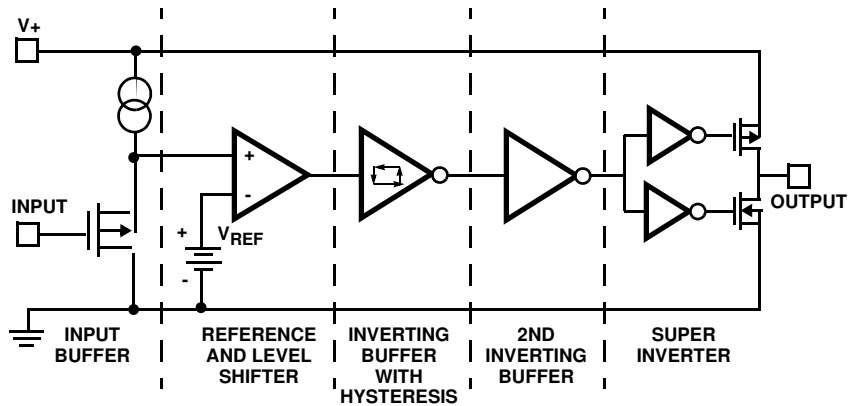 V+
INPUT
+
-
+
-
VREF
OUTPUT
INPUT
BUFFER
REFERENCE
AND LEVEL
SHIFTER
INVERTING
BUFFER
WITH
HYSTERESIS
2ND
INVERTING
BUFFER
SUPER
INVERTER